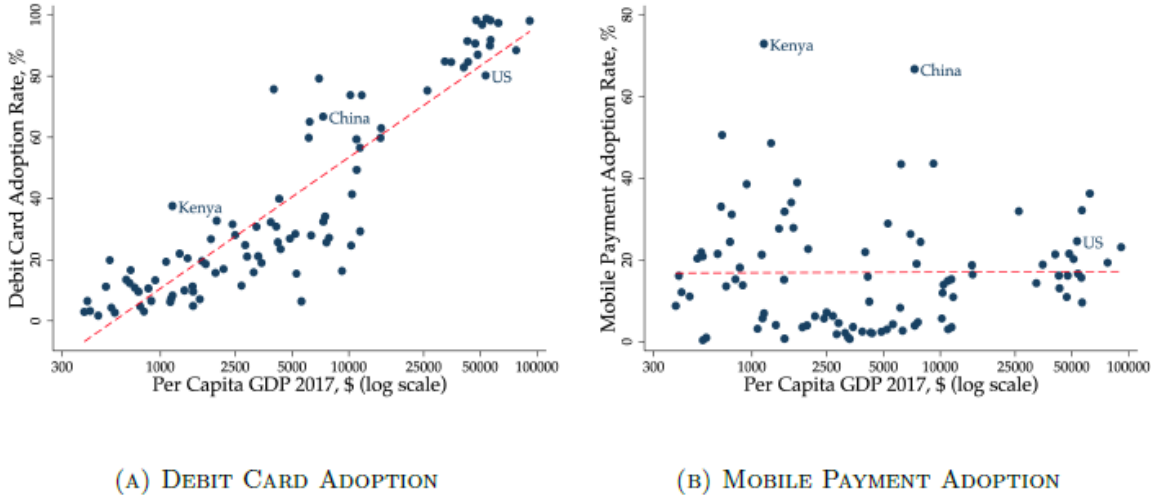 Debit Card Adoption Rate, %
100
80
60
40
20
0
US
China
Kenya
300 1000 2500 5000 10000 25000 50000 100000
Per Capita GDP 2017, $ (log scale)
(A) DEBIT CARD ADOPTION
Mobile Payment Adoption Rate, %
80
60
40
20
0
Kenya
China
US
300 1000 2500 5000 10000 25000 50000 100000
Per Capita GDP 2017, $ (log scale)
(B) MOBILE PAYMENT ADOPTION